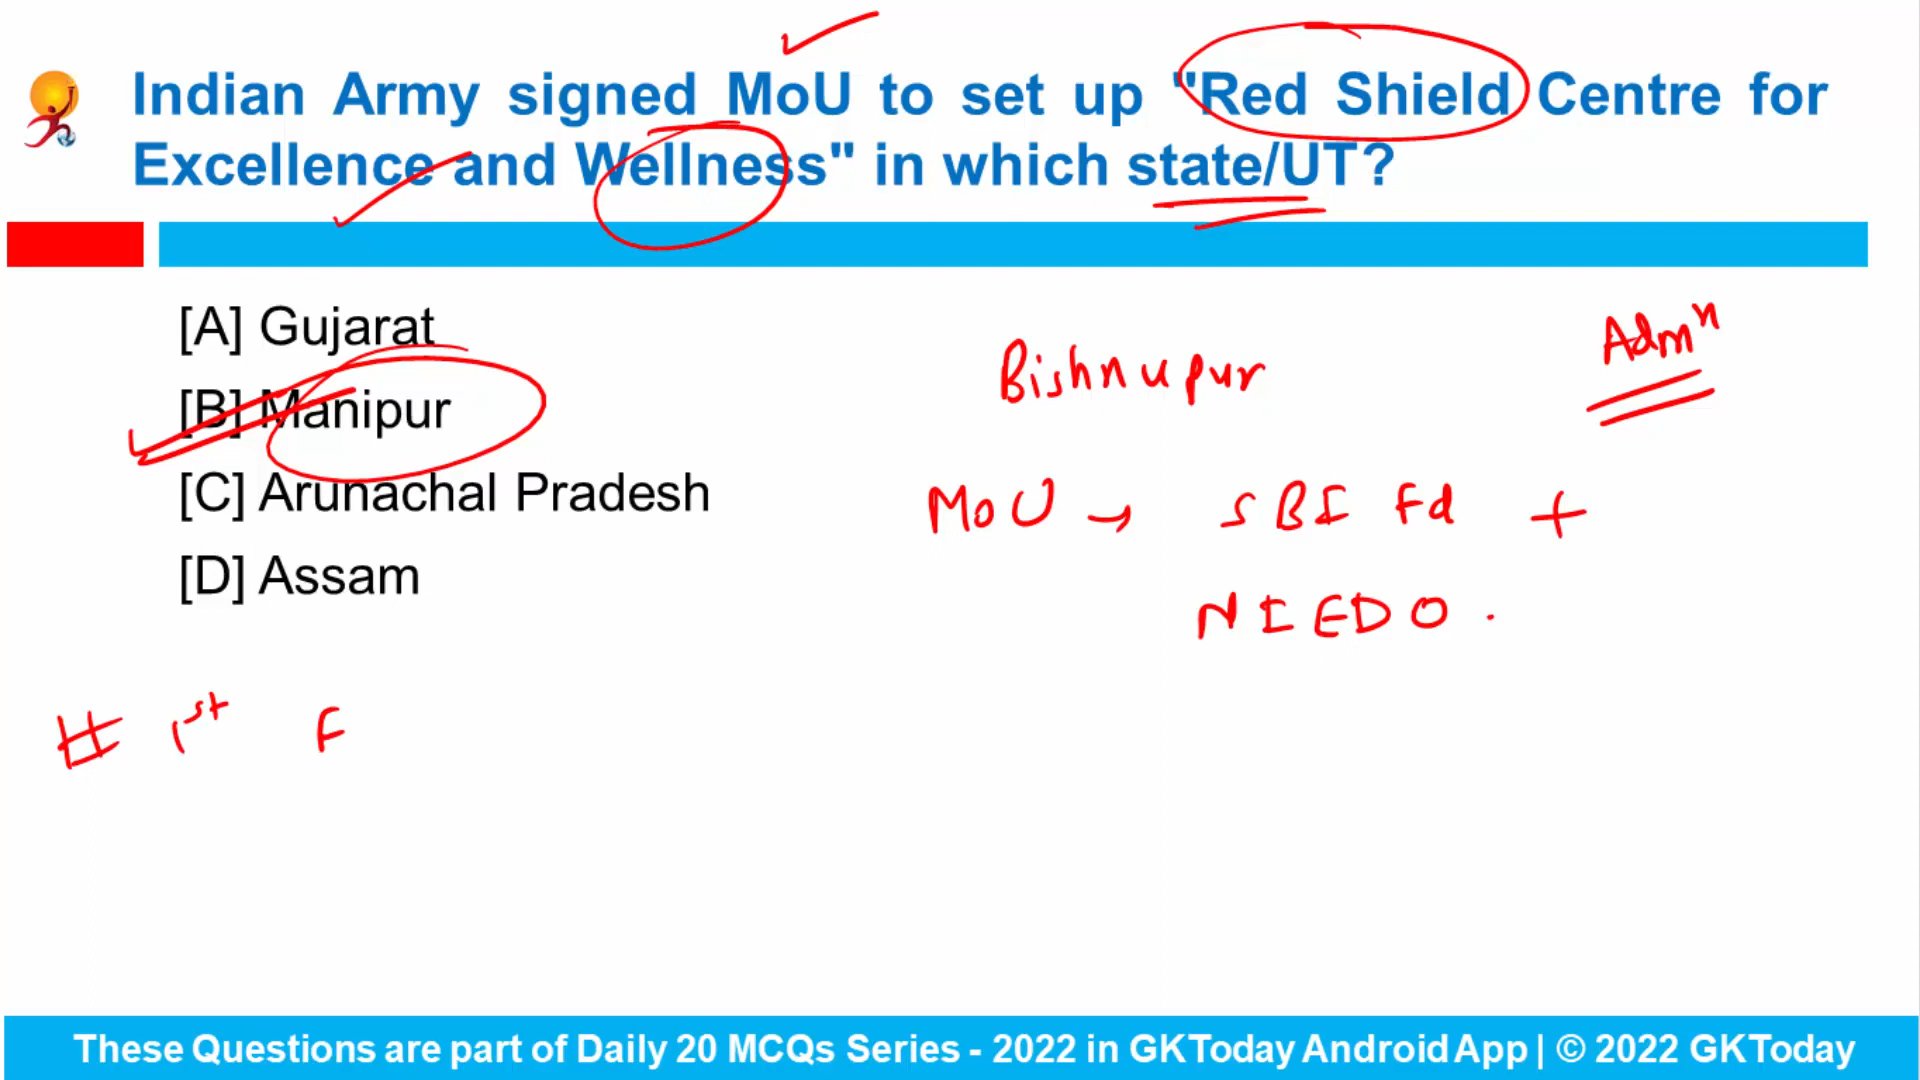 Indian Army signed MoU to set up "Red Shield Centre for
Excellence and Wellness" in which state/UT?
[A] Gujarat
[B] Manipur
[C] Arunachal Pradesh
[D] Assam
Bishnupur
Admn
MoU → SBI Fd +
NIEDO.
# 1st F
These Questions are part of Daily 20 MCQs Series - 2022 in GKToday Android App | © 2022 GKToday